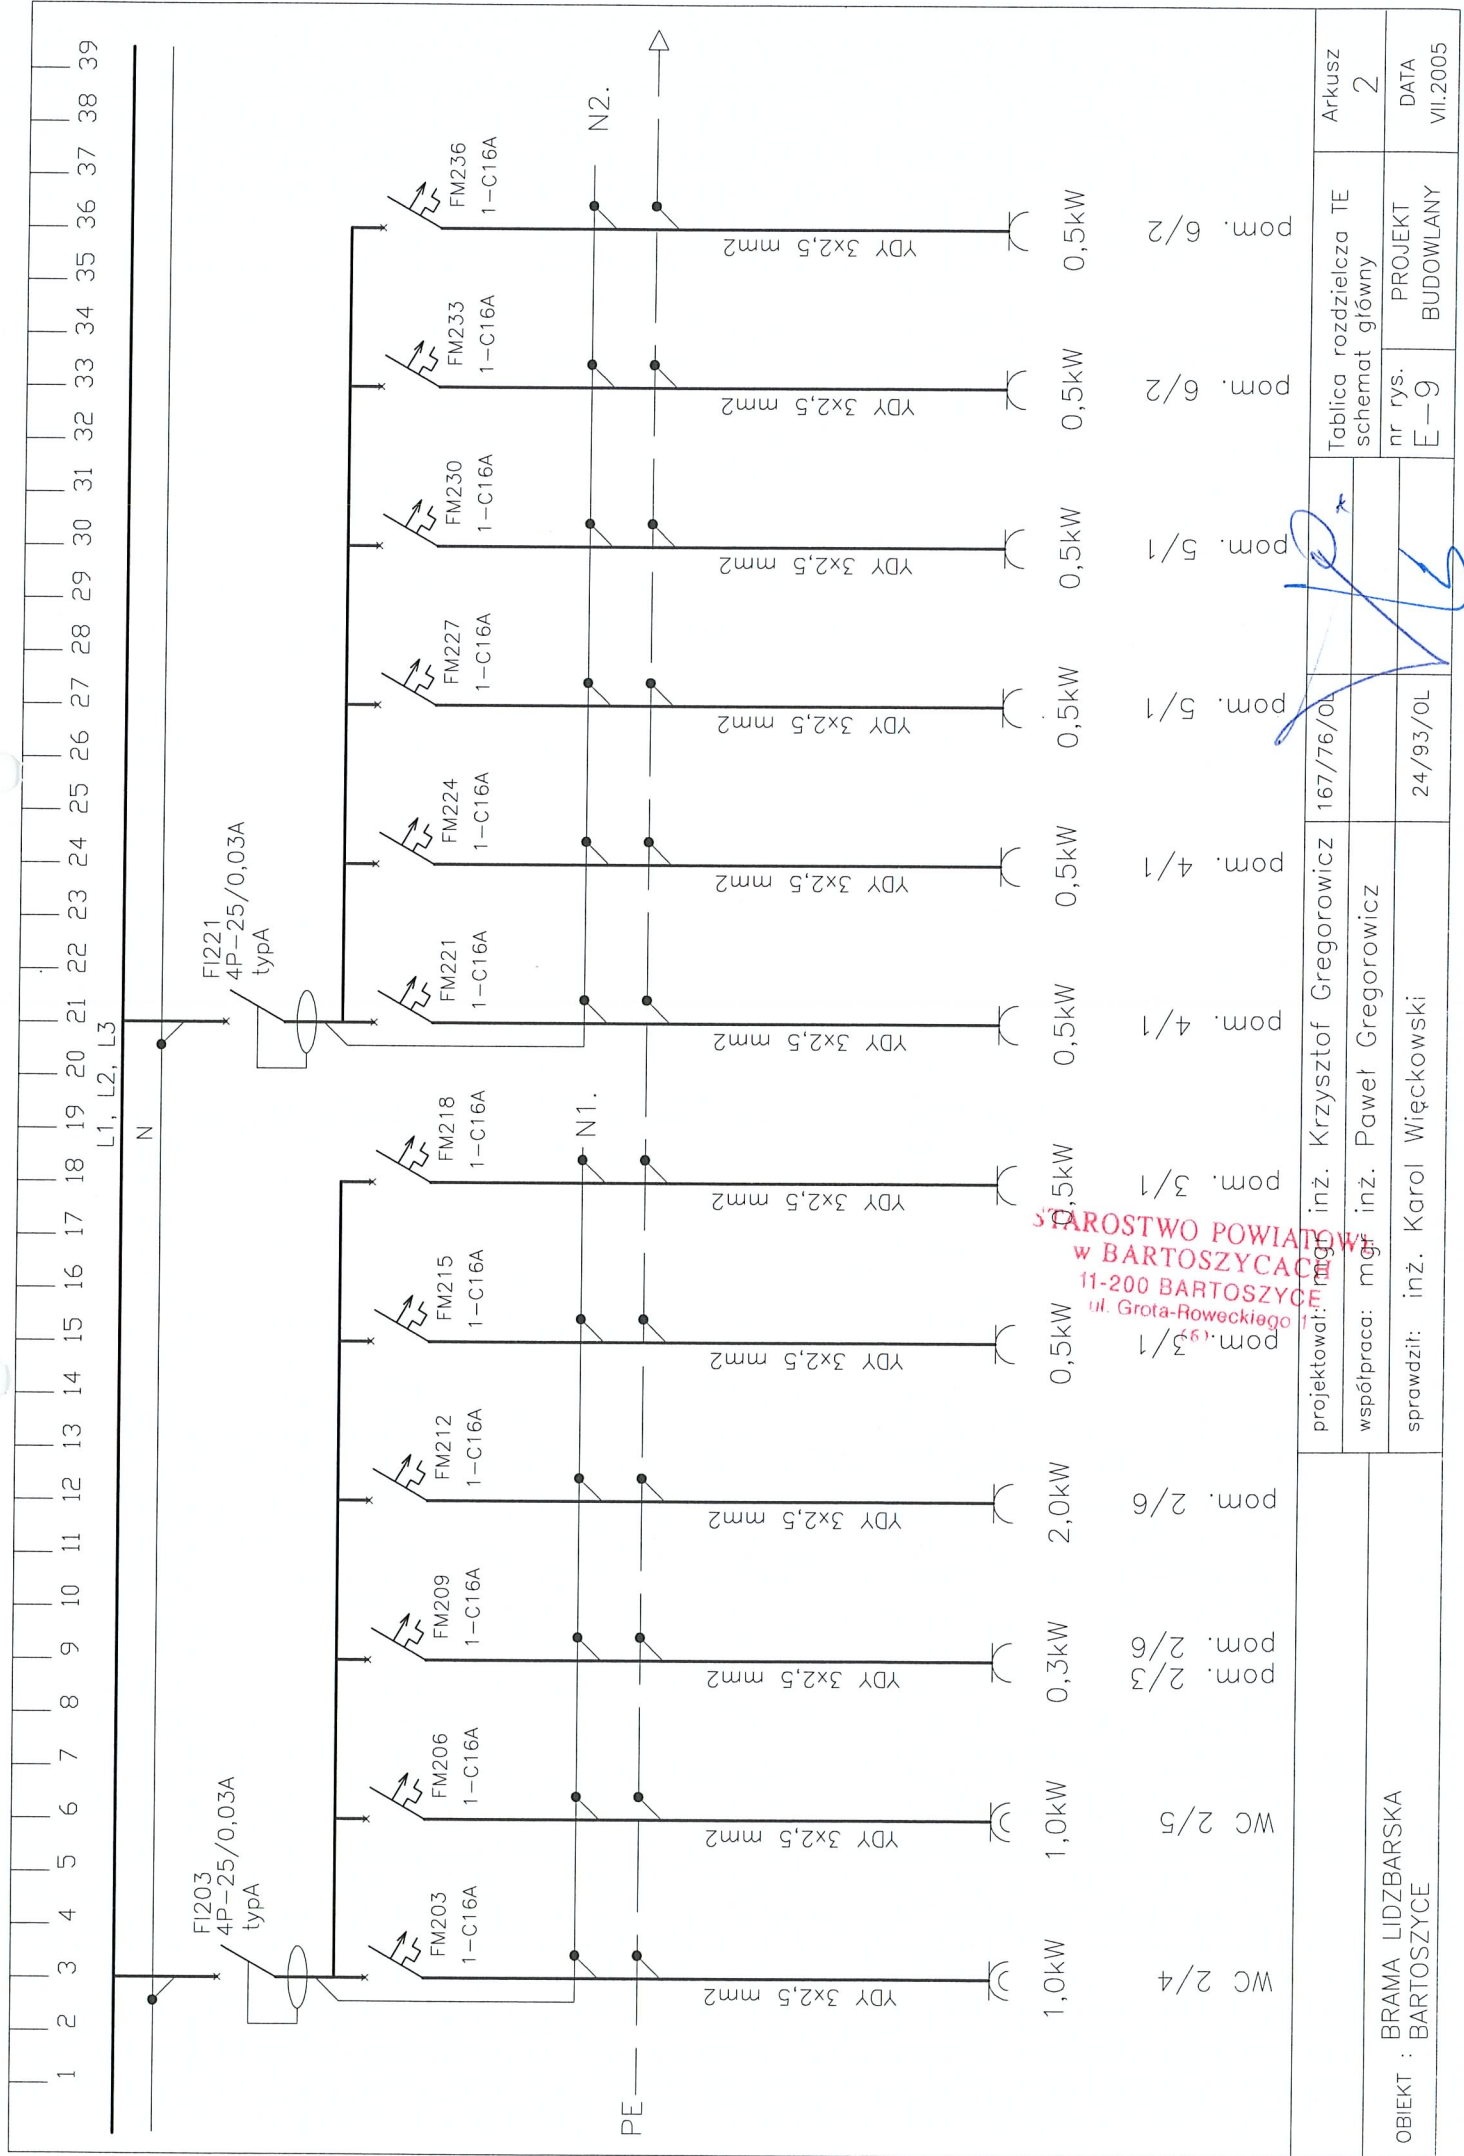 1 2 3 4 5 6 7 8 9 10 11 12 13 14 15 16 17 18 19 20 21 22 23 24 25 26 27 28 29 30 31 32 33 34 35 36 37 38 39
L1, L2, L3
N
FI203
4P-25/0,03A
typA
FI221
4P-25/0,03A
typA
FM203
1-C16A
FM206
1-C16A
FM209
1-C16A
FM212
1-C16A
FM215
1-C16A
FM218
1-C16A
FM221
1-C16A
FM224
1-C16A
FM227
1-C16A
FM230
1-C16A
FM233
1-C16A
FM236
1-C16A
N1.
N2.
PE
YDY 3x2,5 mm2
YDY 3x2,5 mm2
YDY 3x2,5 mm2
YDY 3x2,5 mm2
YDY 3x2,5 mm2
YDY 3x2,5 mm2
YDY 3x2,5 mm2
YDY 3x2,5 mm2
YDY 3x2,5 mm2
YDY 3x2,5 mm2
YDY 3x2,5 mm2
YDY 3x2,5 mm2
1,0kW
1,0kW
0,3kW
2,0kW
0,5kW
0,5kW
0,5kW
0,5kW
0,5kW
0,5kW
0,5kW
0,5kW
WC 2/4
WC 2/5
pom. 2/3
pom. 2/6
pom. 2/6
pom. 3/1
pom. 3/1
pom. 4/1
pom. 4/1
pom. 5/1
pom. 5/1
pom. 6/2
pom. 6/2
STAROSTWO POWIATOWE
w BARTOSZYCACH
11-200 BARTOSZYCE
ul. Grota-Roweckiego 1
(6)
OBIEKT : BRAMA LIDZBARSKA
BARTOSZYCE
projektował: mgr inż. Krzysztof Gregorowicz 167/76/OL
współpraca: mgr inż. Paweł Gregorowicz
sprawdził: inż. Karol Więckowski 24/93/OL
Tablica rozdzielcza TE
schemat główny
nr rys.
E-9
PROJEKT
BUDOWLANY
Arkusz
2
DATA
VII.2005